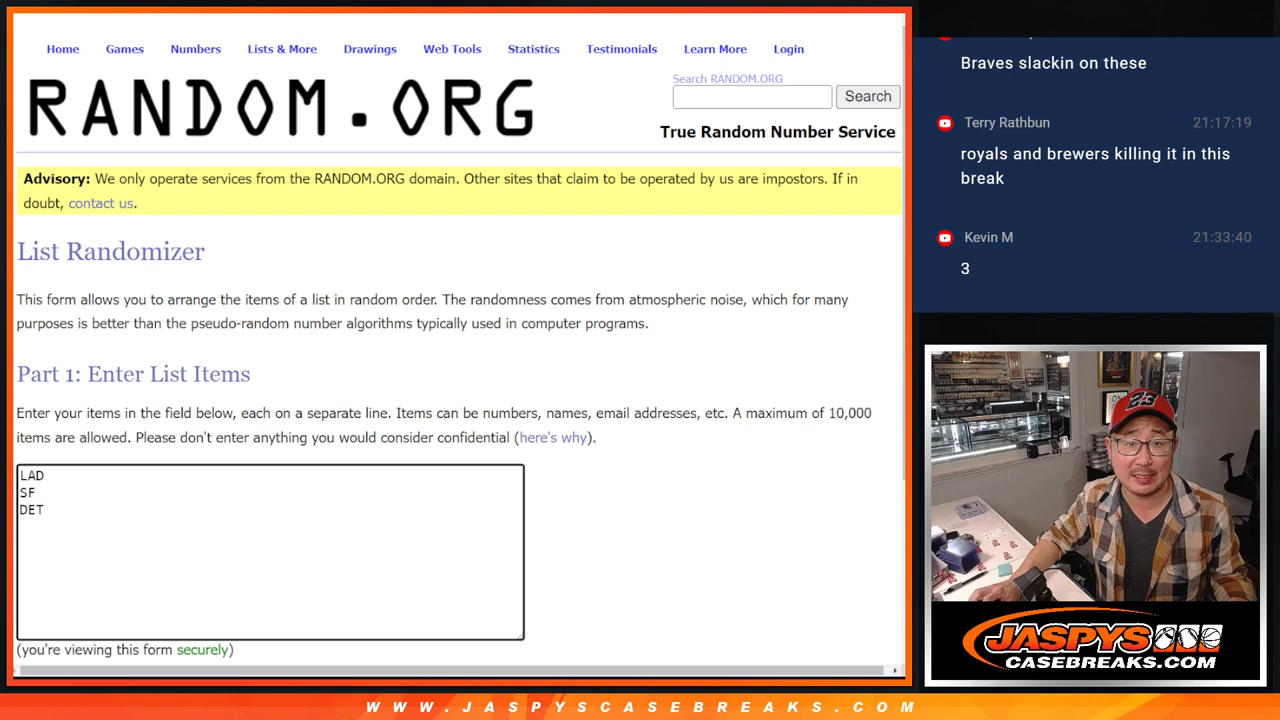 Home Games Numbers Lists & More Drawings Web Tools Statistics Testimonials Learn More Login
RANDOM.ORG
Search RANDOM.ORG
Search
True Random Number Service
Advisory: We only operate services from the RANDOM.ORG domain. Other sites that claim to be operated by us are impostors. If in
doubt, contact us.
List Randomizer
This form allows you to arrange the items of a list in random order. The randomness comes from atmospheric noise, which for many
purposes is better than the pseudo-random number algorithms typically used in computer programs.
Part 1: Enter List Items
Enter your items in the field below, each on a separate line. Items can be numbers, names, email addresses, etc. A maximum of 10,000
items are allowed. Please don't enter anything you would consider confidential (here's why).
LAD
SF
DET
(you're viewing this form securely)
Braves slackin on these
Terry Rathbun 21:17:19
royals and brewers killing it in this
break
Kevin M 21:33:40
3
23
JASPYS
CASEBREAKS.COM
WWW.JASPYSCASEBREAKS.COM